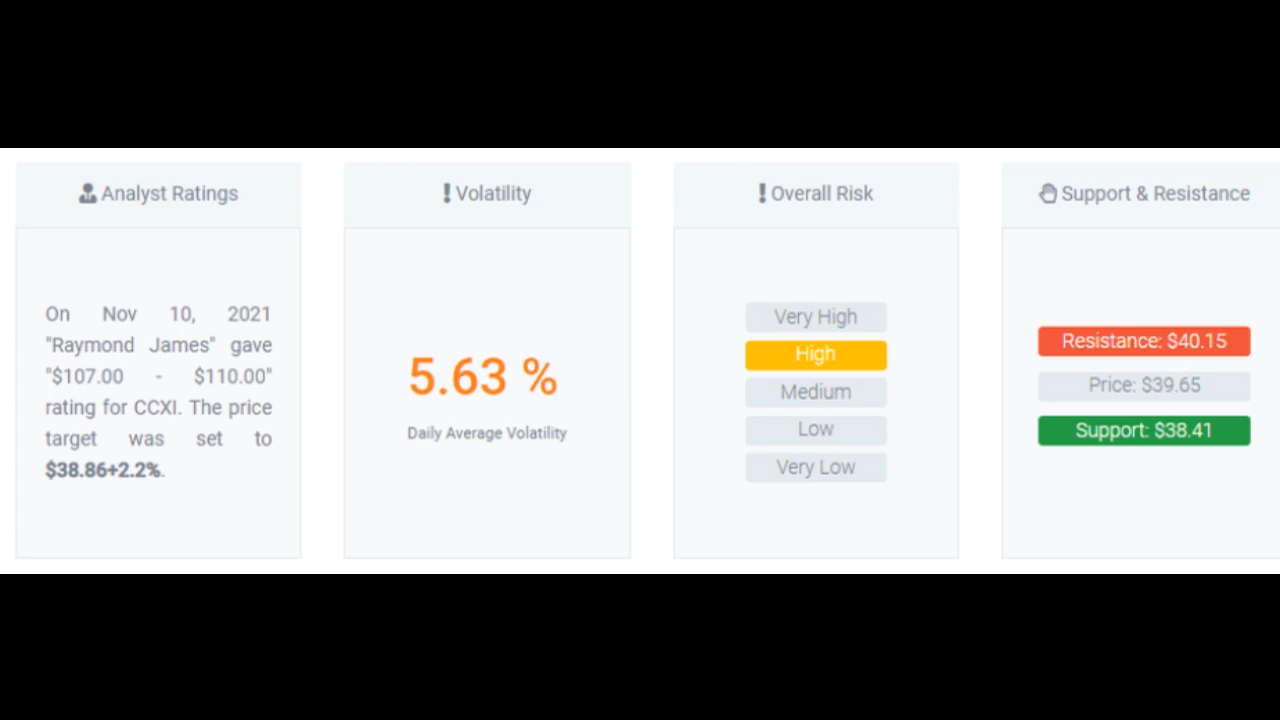 Analyst Ratings
On Nov 10, 2021
"Raymond James" gave
"$107.00 - $110.00"
rating for CCXI. The price
target was set to
$38.86+2.2%.
Volatility
5.63 %
Daily Average Volatility
Overall Risk
Very High
High
Medium
Low
Very Low
Support & Resistance
Resistance: $40.15
Price: $39.65
Support: $38.41